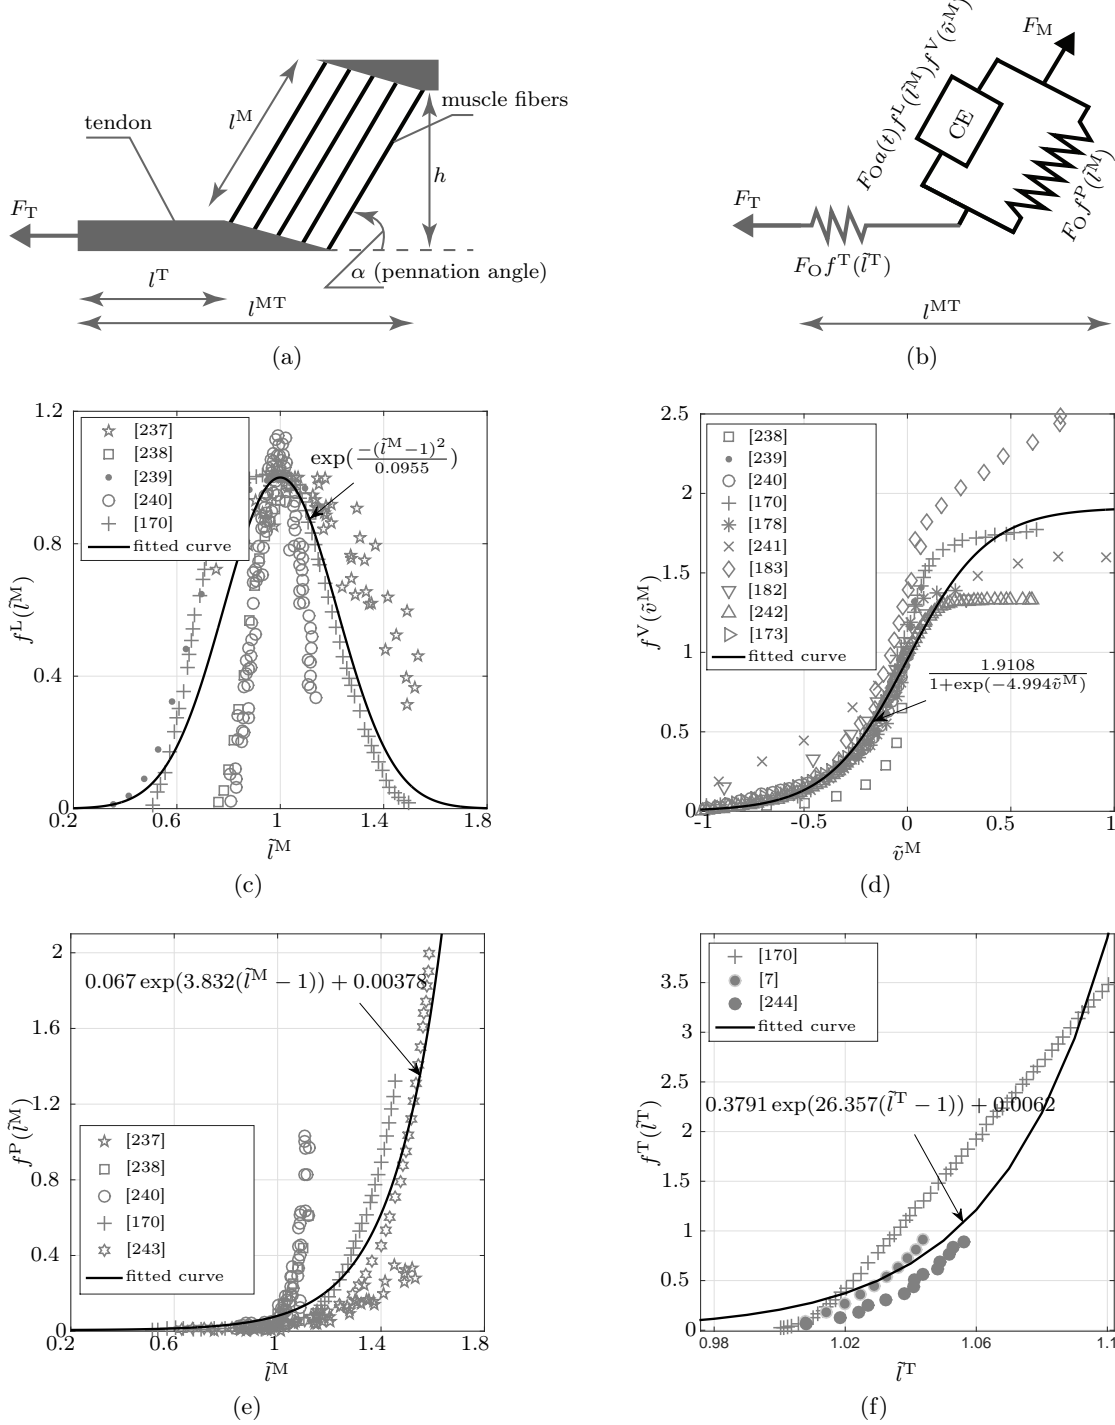 l^M
muscle fibers
tendon
h
F_T
α (pennation angle)
l^T
l^MT
(a)
F_M
F_O a(t) f^L(l̃^M) f^V(ṽ^M)
CE
F_O f^P(l̃^M)
F_T
F_O f^T(l̃^T)
l^MT
(b)
1.2
0.8
0.4
0
f^L(l̃^M)
[237]
[238]
[239]
[240]
[170]
fitted curve
exp(-(l̃^M-1)^2/0.0955)
0.2 0.6 1 1.4 1.8
l̃^M
(c)
2.5
2
1.5
1
0.5
0
f^V(ṽ^M)
[238]
[239]
[240]
[170]
[178]
[241]
[183]
[182]
[242]
[173]
fitted curve
1.9108/1+exp(-4.994ṽ^M)
-1 -0.5 0 0.5 1
ṽ^M
(d)
2
1.6
1.2
0.8
0.4
0
f^P(l̃^M)
0.067 exp(3.832(l̃^M − 1)) + 0.00378
[237]
[238]
[240]
[170]
[243]
fitted curve
0.2 0.6 1 1.4 1.8
l̃^M
(e)
3.5
3
2.5
2
1.5
1
0.5
0
f^T(l̃^T)
[170]
[7]
[244]
fitted curve
0.3791 exp(26.357(l̃^T − 1)) + 0.0062
0.98 1.02 1.06 1.1
l̃^T
(f)